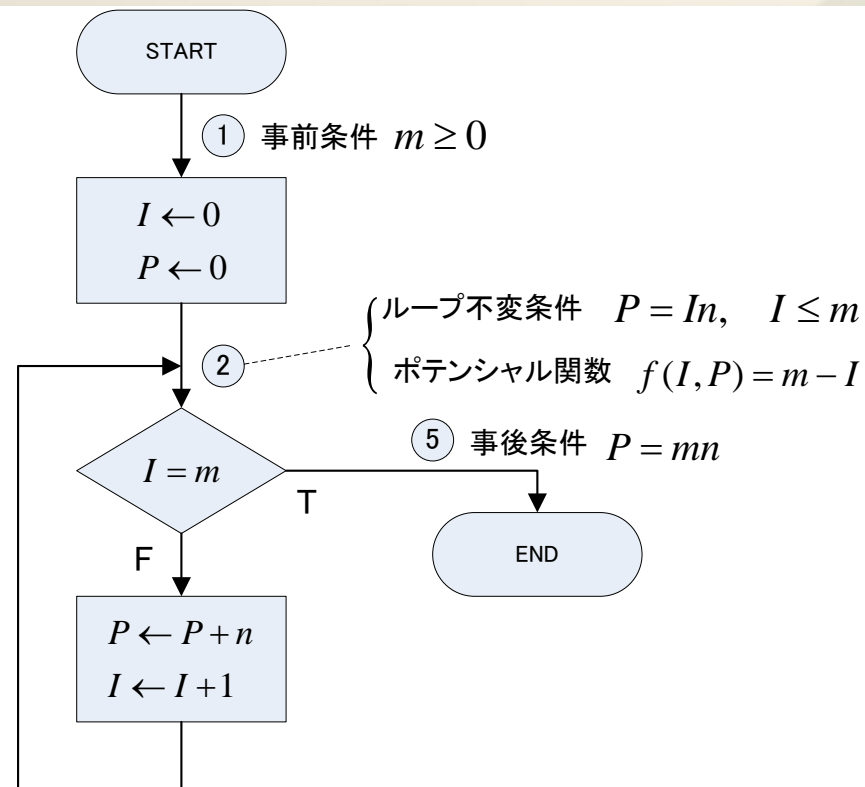 START
1 事前条件 m ≥ 0
I ← 0
P ← 0
2
ループ不変条件 P = In, I ≤ m
ポテンシャル関数 f(I, P) = m − I
I = m
T
F
5 事後条件 P = mn
END
P ← P + n
I ← I + 1